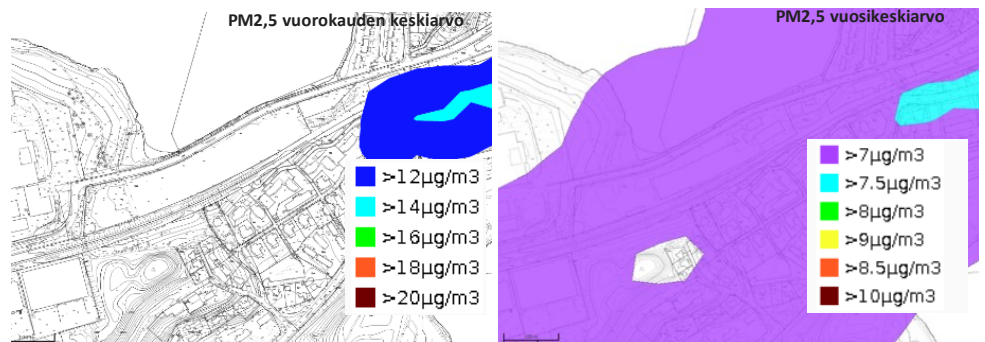 PM2,5 vuorokauden keskiarvo
>12µg/m3
>14µg/m3
>16µg/m3
>18µg/m3
>20µg/m3
PM2,5 vuosikeskiarvo
>7µg/m3
>7.5µg/m3
>8µg/m3
>9µg/m3
>8.5µg/m3
>10µg/m3